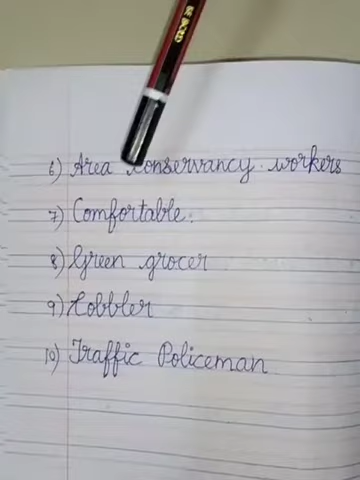 6) Area Conservancy. workers
7) Comfortable.
8) Green grocer
9) Cobbler
10) Traffic Policeman